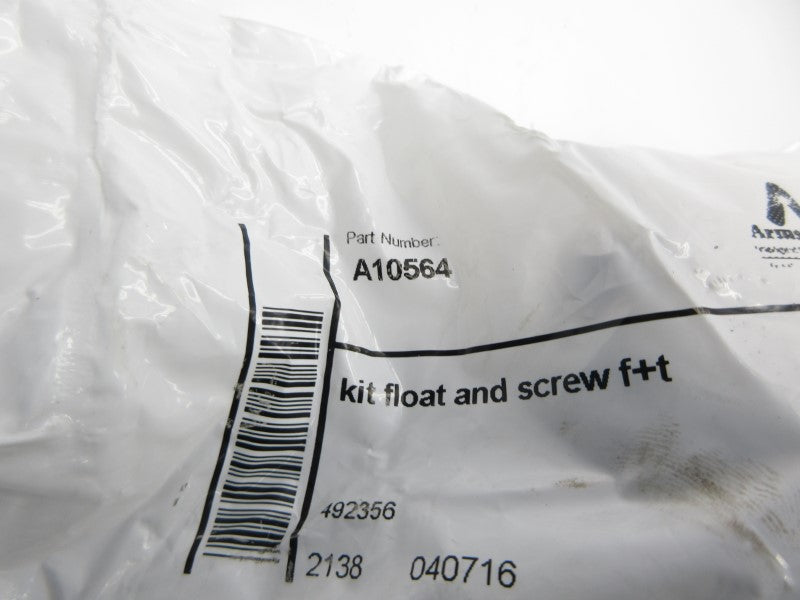 Part Number:
A10564
kit float and screw f+t
492356
2138 040716